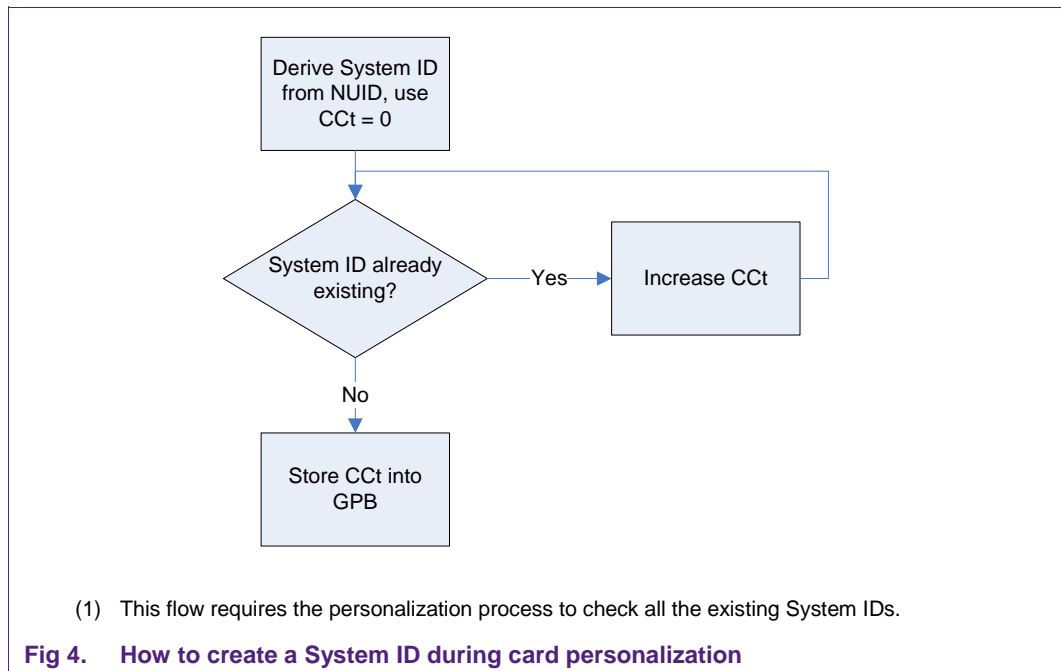 Derive System ID
from NUID, use
CCt = 0
System ID already
existing?
Yes
Increase CCt
No
Store CCt into
GPB
(1) This flow requires the personalization process to check all the existing System IDs.
Fig 4. How to create a System ID during card personalization